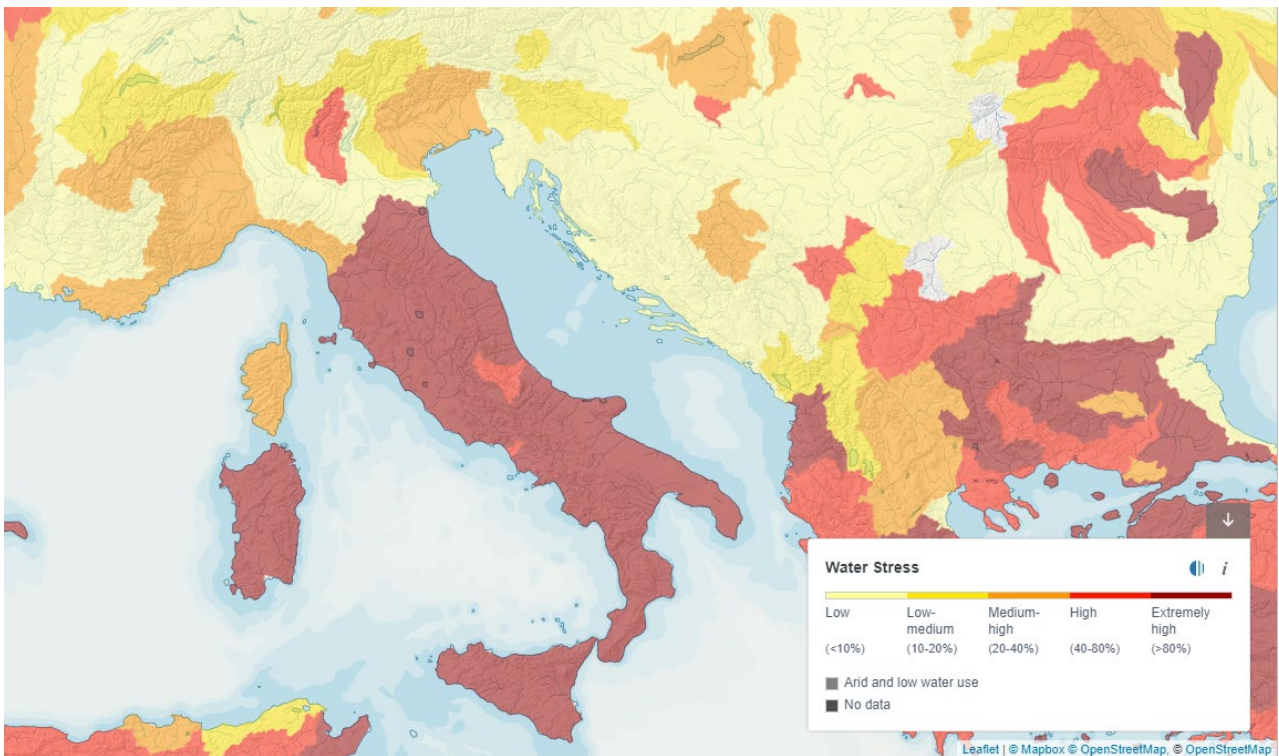 Water Stress
Low
Low-
medium
Medium-
high
High
Extremely
high
(<10%)
(10-20%)
(20-40%)
(40-80%)
(>80%)
Arid and low water use
No data
Leaflet | © Mapbox © OpenStreetMap, © OpenStreetMap